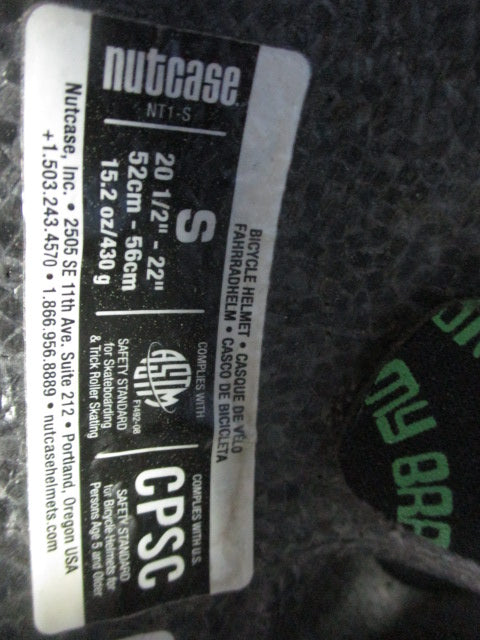 nutcase
NT1-S
S
20 1/2" - 22"
52cm - 56cm
15.2 oz/430 g
BICYCLE HELMET • CASQUE DE VÉLO
FAHRRADHELM • CASCO DE BICICLETA
COMPLIES WITH
ASTM
F1492-08
SAFETY STANDARD
for Skateboarding
& Trick Roller Skating
COMPLIES WITH U.S.
CPSC
SAFETY STANDARD
for Bicycle Helmets for
Persons Age 5 and Older
Nutcase, Inc. • 2505 SE 11th Ave. Suite 212 • Portland, Oregon USA
+1.503.243.4570 • 1.866.956.8889 • nutcasehelmets.com
MY BRA